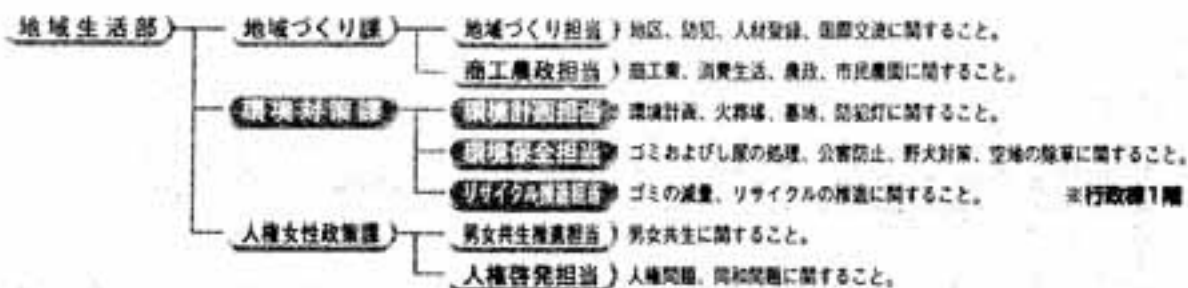 地域生活部 地域づくり課 地域づくり担当 地区、防犯、人材登録、国際交流に関すること。
商工農政担当 商工業、消費生活、農政、市民農園に関すること。
環境対策課 環境計画担当 環境計画、火葬場、墓地、防犯灯に関すること。
環境保全担当 ゴミおよびし尿の処理、公害防止、野犬対策、空地の除草に関すること。
リサイクル推進担当 ゴミの減量、リサイクルの推進に関すること。 ※行政棟1階
人権女性政策課 男女共生推進担当 男女共生に関すること。
人権啓発担当 人権問題、同和問題に関すること。